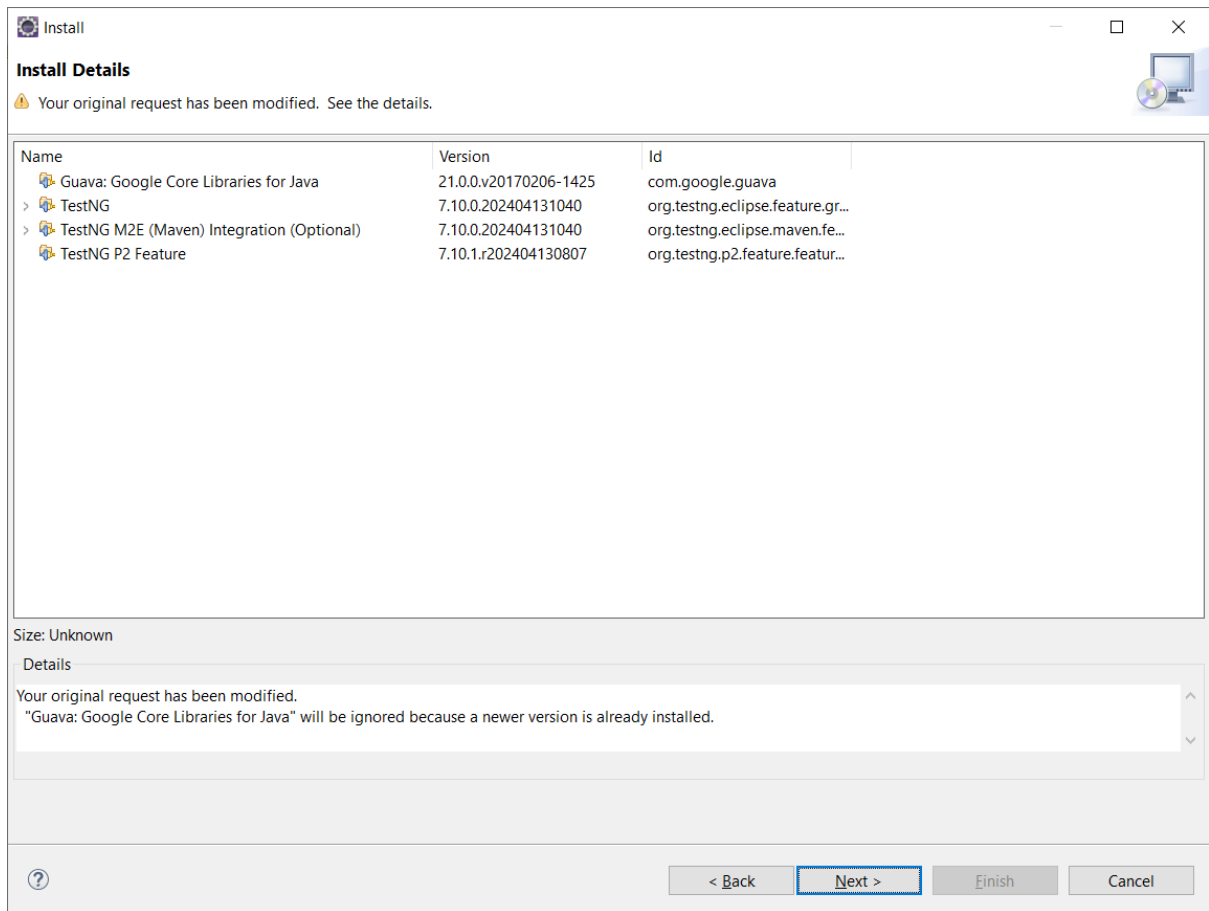 Install
Install Details
Your original request has been modified.  See the details.
Name Version Id
Guava: Google Core Libraries for Java 21.0.0.v20170206-1425 com.google.guava
TestNG 7.10.0.202404131040 org.testng.eclipse.feature.gr...
TestNG M2E (Maven) Integration (Optional) 7.10.0.202404131040 org.testng.eclipse.maven.fe...
TestNG P2 Feature 7.10.1.r202404130807 org.testng.p2.feature.featur...
Size: Unknown
Details
Your original request has been modified.
"Guava: Google Core Libraries for Java" will be ignored because a newer version is already installed.
? < Back Next > Finish Cancel